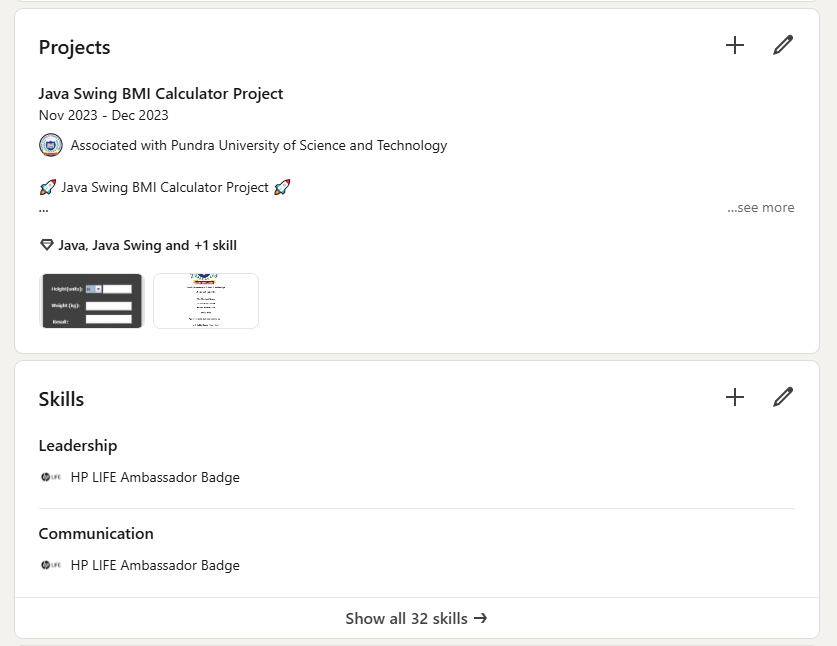 Projects
Java Swing BMI Calculator Project
Nov 2023 - Dec 2023
Associated with Pundra University of Science and Technology
🚀 Java Swing BMI Calculator Project 🚀
...
...see more
Java, Java Swing and +1 skill
Height(units):
Weight (kg):
Result:
Skills
Leadership
HP LIFE Ambassador Badge
Communication
HP LIFE Ambassador Badge
Show all 32 skills →